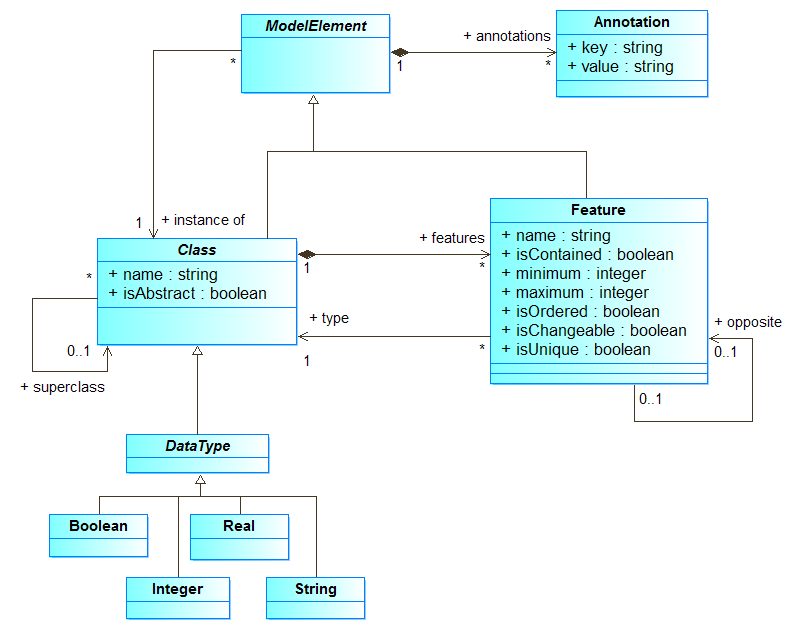 ModelElement
Annotation
+ key : string
+ value : string
+ annotations
*
1
*
1
+ instance of
Class
+ name : string
+ isAbstract : boolean
+ features
1
*
Feature
+ name : string
+ isContained : boolean
+ minimum : integer
+ maximum : integer
+ isOrdered : boolean
+ isChangeable : boolean
+ isUnique : boolean
*
0..1
+ superclass
+ type
1
*
+ opposite
0..1
0..1
DataType
Boolean
Real
Integer
String